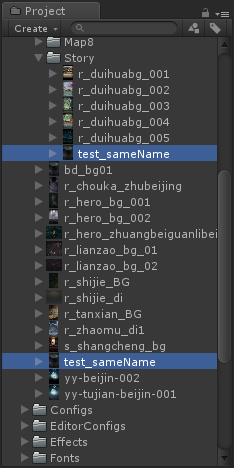 Project
Create
Map8
Story
r_duihuabg_001
r_duihuabg_002
r_duihuabg_003
r_duihuabg_004
r_duihuabg_005
test_sameName
bd_bg01
r_chouka_zhubeijing
r_hero_bg_001
r_hero_bg_002
r_hero_zhuangbeiguanlibei
r_lianzao_bg_01
r_lianzao_bg_02
r_shijie_BG
r_shijie_di
r_tanxian_BG
r_zhaomu_di1
s_shangcheng_bg
test_sameName
yy-beijin-002
yy-tujian-beijin-001
Configs
EditorConfigs
Effects
Fonts